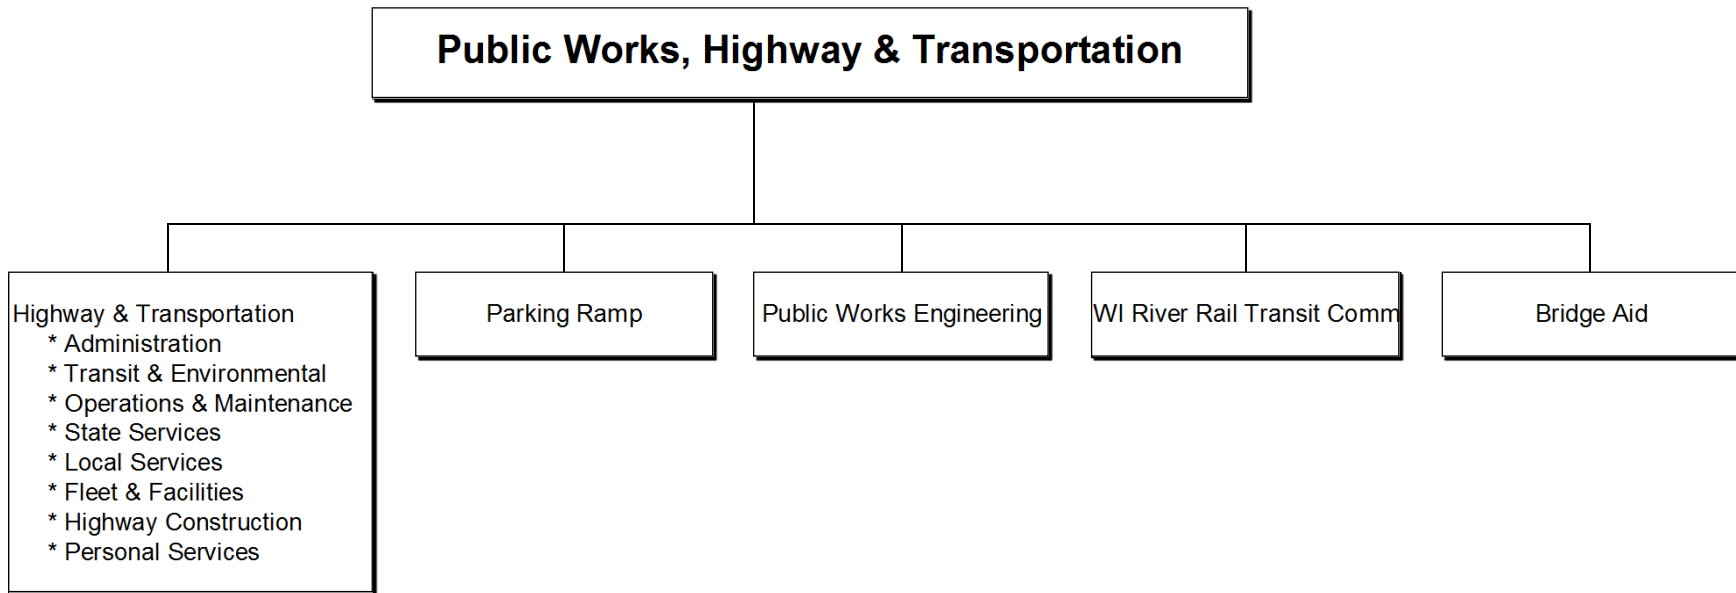 Public Works, Highway & Transportation
Highway & Transportation
* Administration
* Transit & Environmental
* Operations & Maintenance
* State Services
* Local Services
* Fleet & Facilities
* Highway Construction
* Personal Services
Parking Ramp
Public Works Engineering
WI River Rail Transit Comm
Bridge Aid